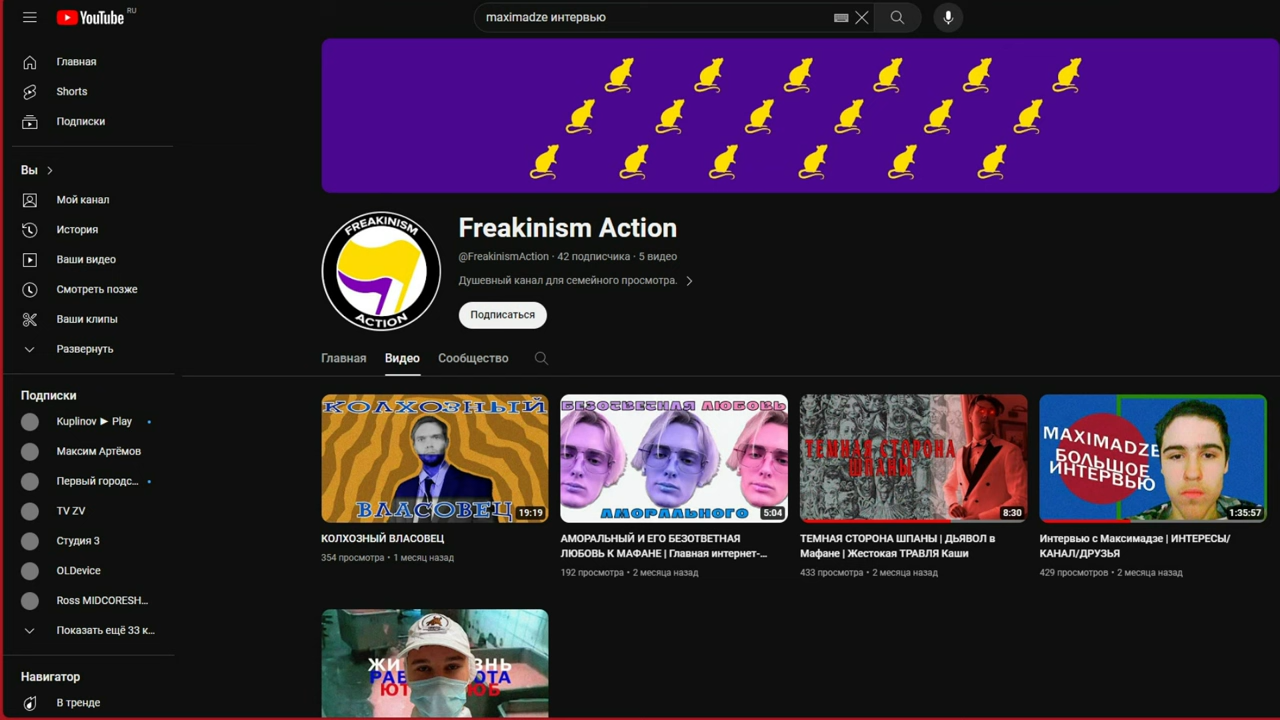 YouTube RU
maximadze интервью
Главная
Shorts
Подписки
Вы
Мой канал
История
Ваши видео
Смотреть позже
Ваши клипы
Развернуть
Подписки
Kuplinov ► Play
Максим Артёмов
Первый городс...
TV ZV
Студия 3
OLDevice
Ross MIDCORESH...
Показать ещё 33 к...
Навигатор
В тренде
FREAKINISM
ACTION
Freakinism Action
@FreakinismAction · 42 подписчика · 5 видео
Душевный канал для семейного просмотра.
Подписаться
Главная Видео Сообщество
КОЛХОЗНЫЙ
ВЛАСОВЕЦ
19:19
КОЛХОЗНЫЙ ВЛАСОВЕЦ
354 просмотра • 1 месяц назад
БЕЗОТВЕТНАЯ ЛЮБОВЬ
АМОРАЛЬНОГО
5:04
АМОРАЛЬНЫЙ И ЕГО БЕЗОТВЕТНАЯ
ЛЮБОВЬ К МАФАНЕ | Главная интернет-...
192 просмотра • 2 месяца назад
ТЕМНАЯ СТОРОНА
ШПАНЫ
8:30
ТЕМНАЯ СТОРОНА ШПАНЫ | ДЬЯВОЛ в
Мафане | Жестокая ТРАВЛЯ Каши
433 просмотра • 2 месяца назад
MAXIMADZE
БОЛЬШОЕ
ИНТЕРВЬЮ
1:35:57
Интервью с Максимадзе | ИНТЕРЕСЫ/
КАНАЛ/ДРУЗЬЯ
429 просмотров • 2 месяца назад